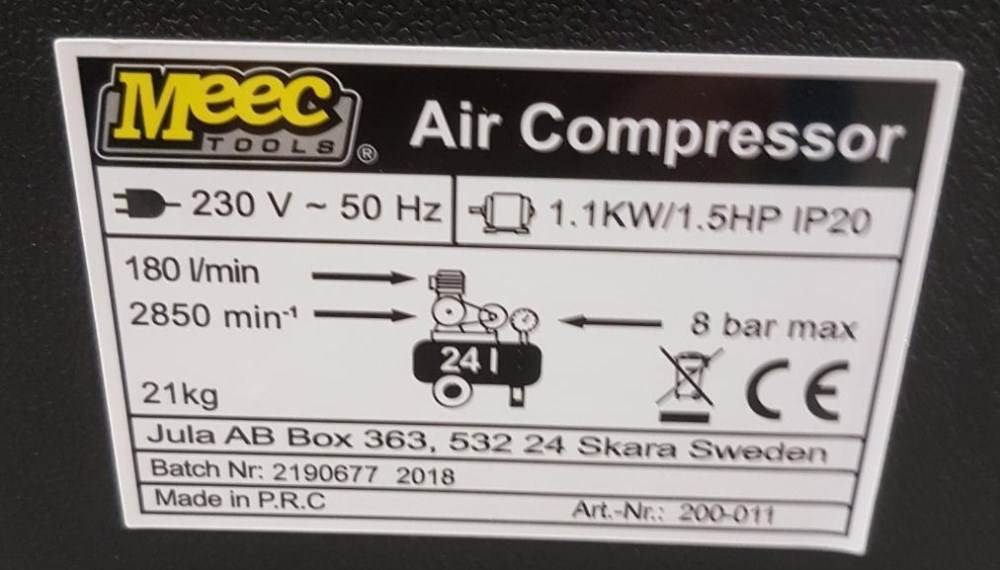 Meec
TOOLS ®
Air Compressor
230 V ~ 50 Hz
1.1KW/1.5HP IP20
180 l/min
2850 min⁻¹
8 bar max
24 l
21kg
CE
Jula AB Box 363, 532 24 Skara Sweden
Batch Nr: 2190677 2018
Made in P.R.C
Art.-Nr.: 200-011